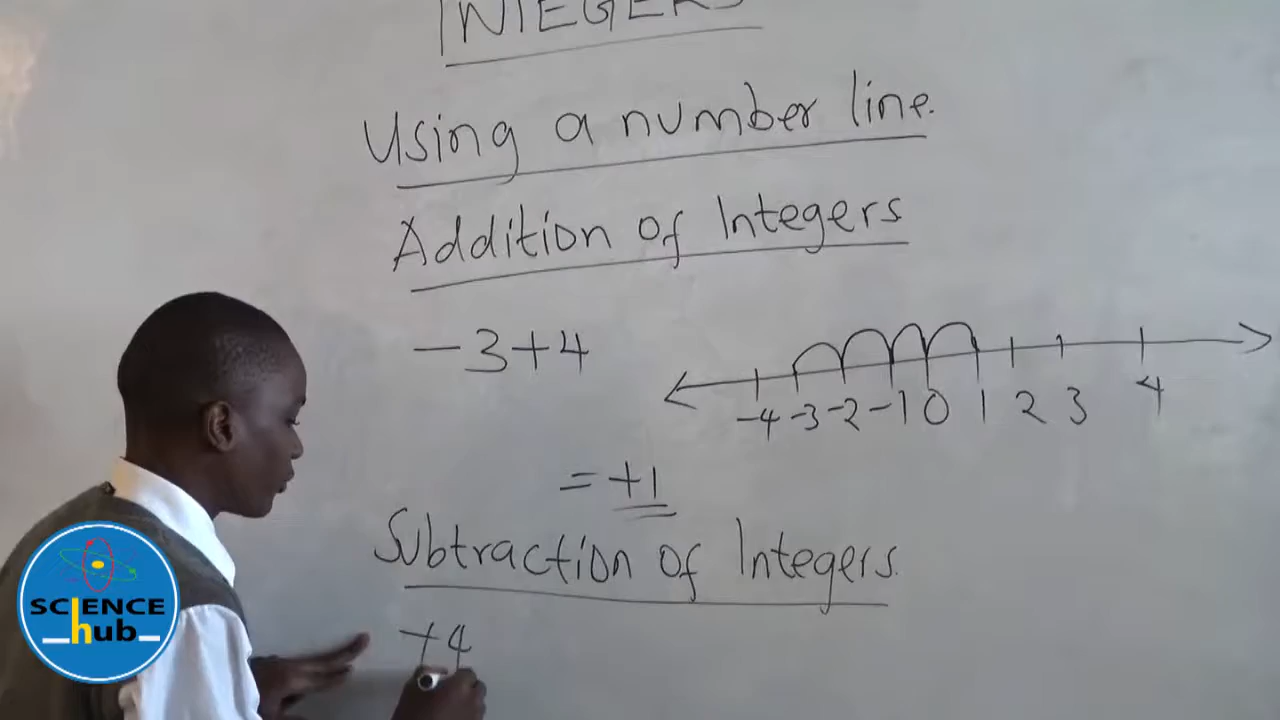 INTEGERS
Using a number line.
Addition of Integers
-3+4
-4 -3 -2 -1 0 1 2 3 4
= +1
Subtraction of Integers.
+4
SCIENCE
hub